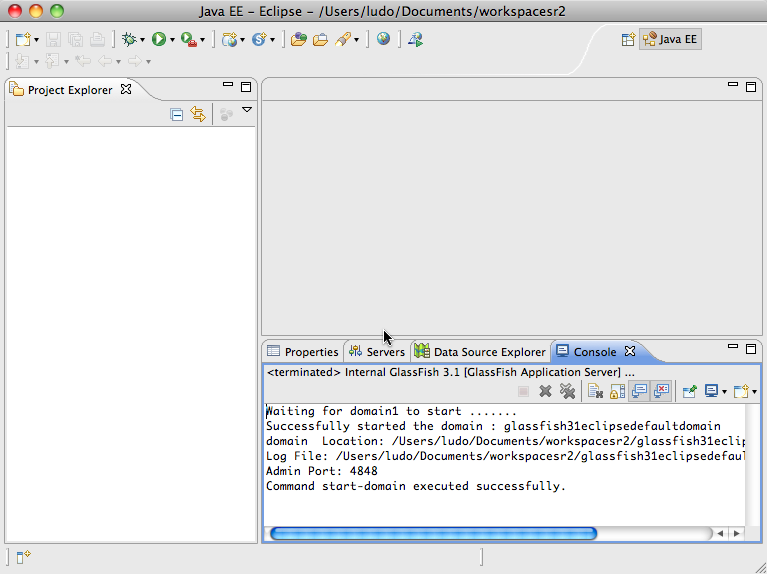 Java EE – Eclipse – /Users/ludo/Documents/workspacesr2
Java EE
Project Explorer
Properties
Servers
Data Source Explorer
Console
<terminated> Internal GlassFish 3.1 [GlassFish Application Server] ...
Waiting for domain1 to start .......
Successfully started the domain : glassfish31eclipsedefaultdomain
domain  Location: /Users/ludo/Documents/workspacesr2/glassfish31eclip
Log File: /Users/ludo/Documents/workspacesr2/glassfish31eclipsedefau
Admin Port: 4848
Command start-domain executed successfully.